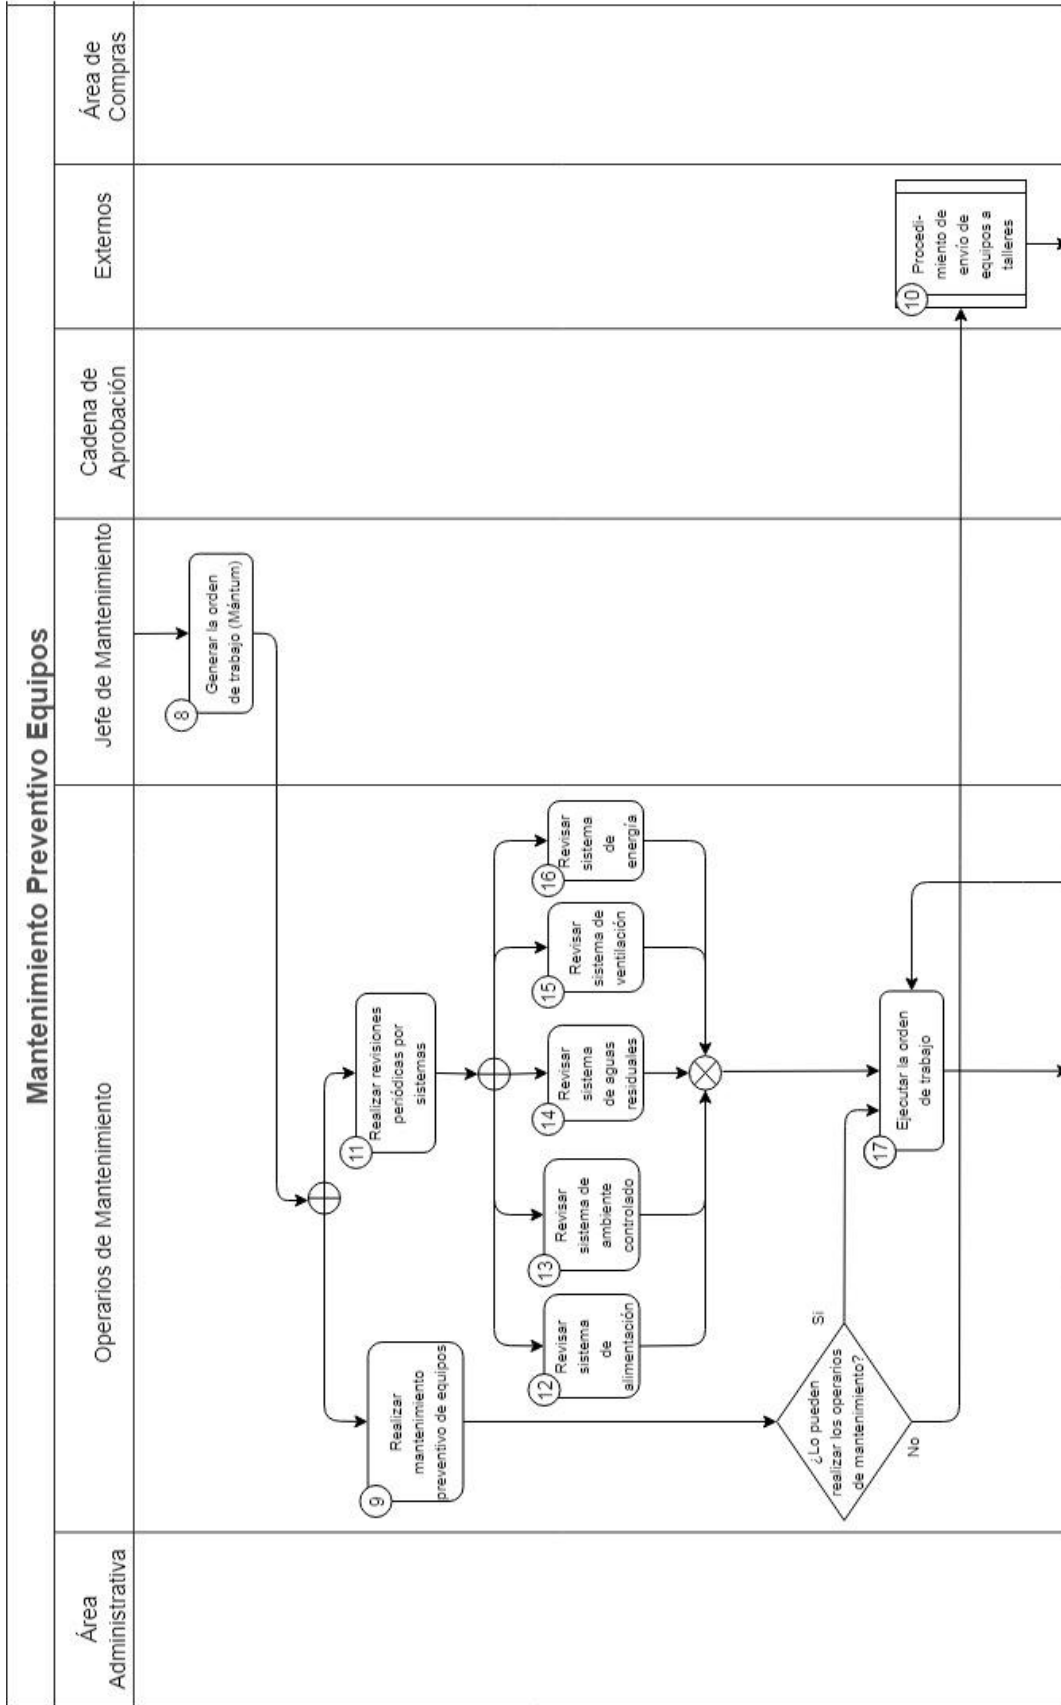 Mantenimiento Preventivo Equipos
Área
Administrativa
Operarios de Mantenimiento
Jefe de Mantenimiento
Cadena de
Aprobación
Externos
Área de
Compras
8
Generar la orden
de trabajo (Mántum)
9
Realizar
mantenimiento
preventivo de equipos
11
Realizar revisiones
periódicas por
sistemas
12
Revisar
sistema
de
alimentación
13
Revisar
sistema de
ambiente
controlado
14
Revisar
sistema
de aguas
residuales
15
Revisar
sistema de
ventilación
16
Revisar
sistema
de
energía
¿Lo pueden
realizar los operarios
de mantenimiento?
Si
No
17
Ejecutar la orden
de trabajo
10
Procedi-
miento de
envío de
equipos a
talleres